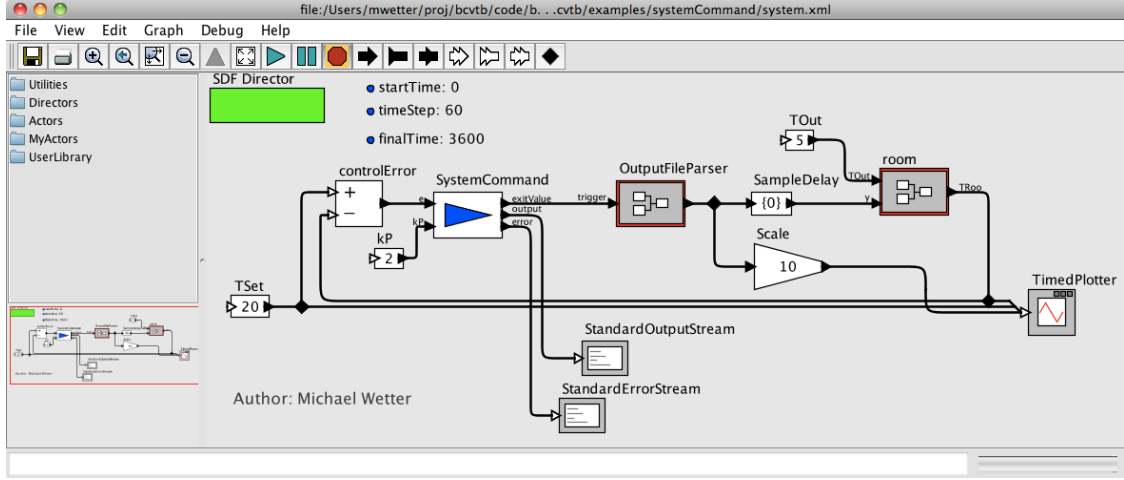 file:/Users/mwetter/proj/bcvtb/code/b. . .cvtb/examples/systemCommand/system.xml
File View Edit Graph Debug Help
Utilities
Directors
Actors
MyActors
UserLibrary
SDF Director
startTime: 0
timeStep: 60
finalTime: 3600
TOut
5
controlError
+
−
SystemCommand
e
kP
exitValue
output
error
kP
2
OutputFileParser
trigger
SampleDelay
{0}
room
TOut
y
TRoo
Scale
10
TSet
20
TimedPlotter
StandardOutputStream
StandardErrorStream
Author: Michael Wetter